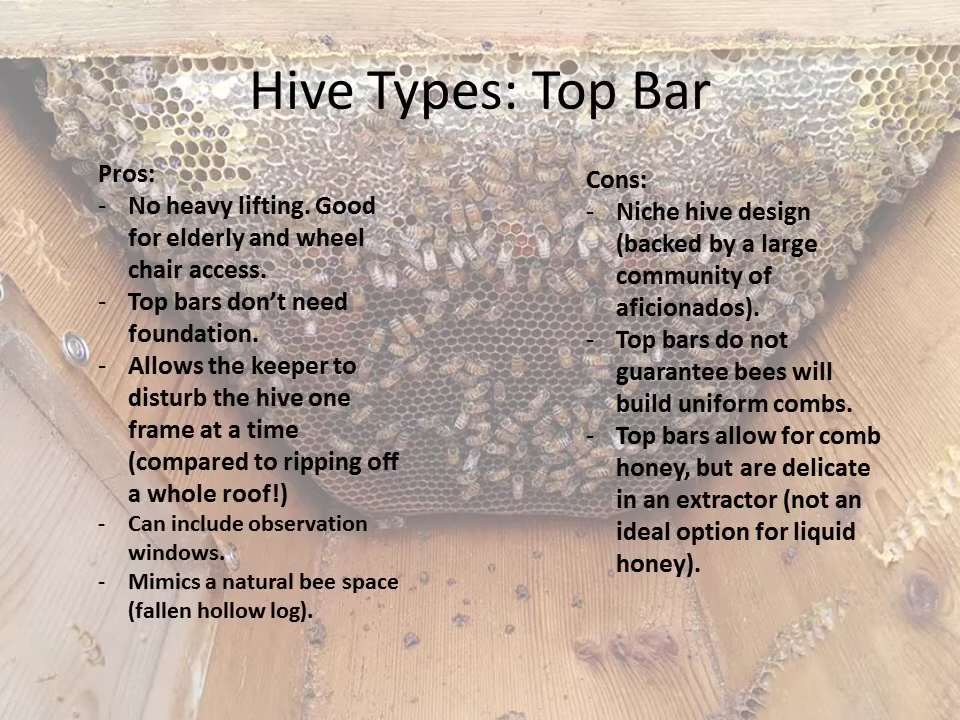 Hive Types: Top Bar
Pros:
- No heavy lifting. Good
for elderly and wheel
chair access.
- Top bars don’t need
foundation.
- Allows the keeper to
disturb the hive one
frame at a time
(compared to ripping off
a whole roof!)
- Can include observation
windows.
- Mimics a natural bee space
(fallen hollow log).
Cons:
- Niche hive design
(backed by a large
community of
aficionados).
- Top bars do not
guarantee bees will
build uniform combs.
- Top bars allow for comb
honey, but are delicate
in an extractor (not an
ideal option for liquid
honey).